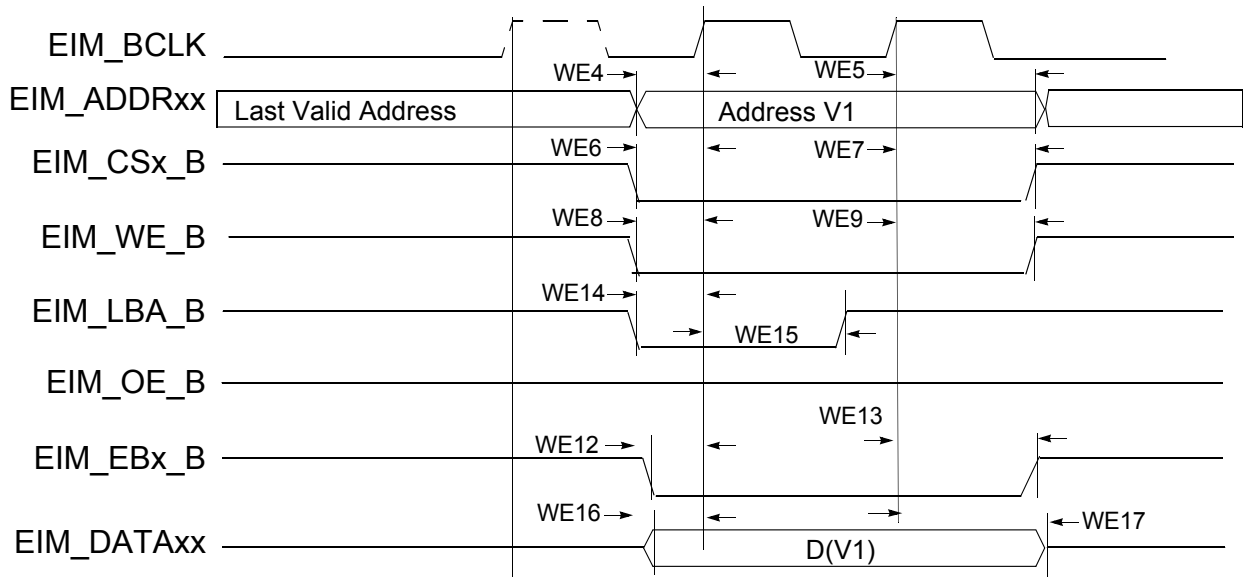 EIM_BCLK
WE4 WE5
EIM_ADDRxx Last Valid Address Address V1
WE6 WE7
EIM_CSx_B
WE8 WE9
EIM_WE_B
WE14
EIM_LBA_B
WE15
EIM_OE_B
WE13
WE12
EIM_EBx_B
WE16 WE17
EIM_DATAxx D(V1)